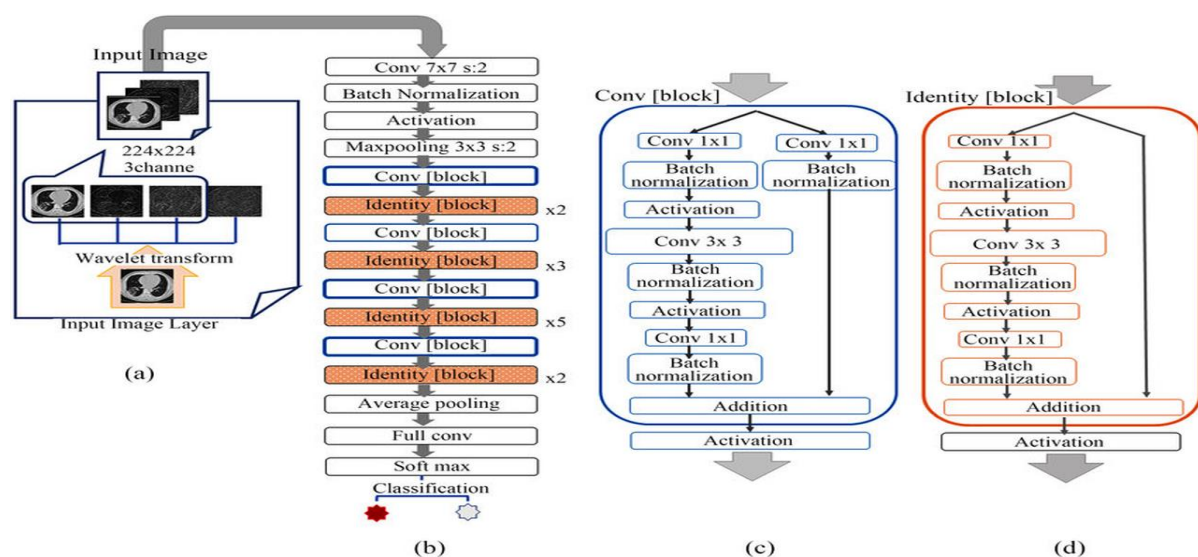 Input Image
224x224
3channe
Wavelet transform
Input Image Layer
(a)
Conv 7x7 s:2
Batch Normalization
Activation
Maxpooling 3x3 s:2
Conv [block]
Identity [block] x2
Conv [block]
Identity [block] x3
Conv [block]
Identity [block] x5
Conv [block]
Identity [block] x2
Average pooling
Full conv
Soft max
Classification
(b)
Conv [block]
Conv 1x1
Batch
normalization
Activation
Conv 3x 3
Batch
normalization
Activation
Conv 1x1
Batch
normalization
Conv 1x1
Batch
normalization
Addition
Activation
(c)
Identity [block]
Conv 1x1
Batch
normalization
Activation
Conv 3x 3
Batch
normalization
Activation
Conv 1x1
Batch
normalization
Addition
Activation
(d)